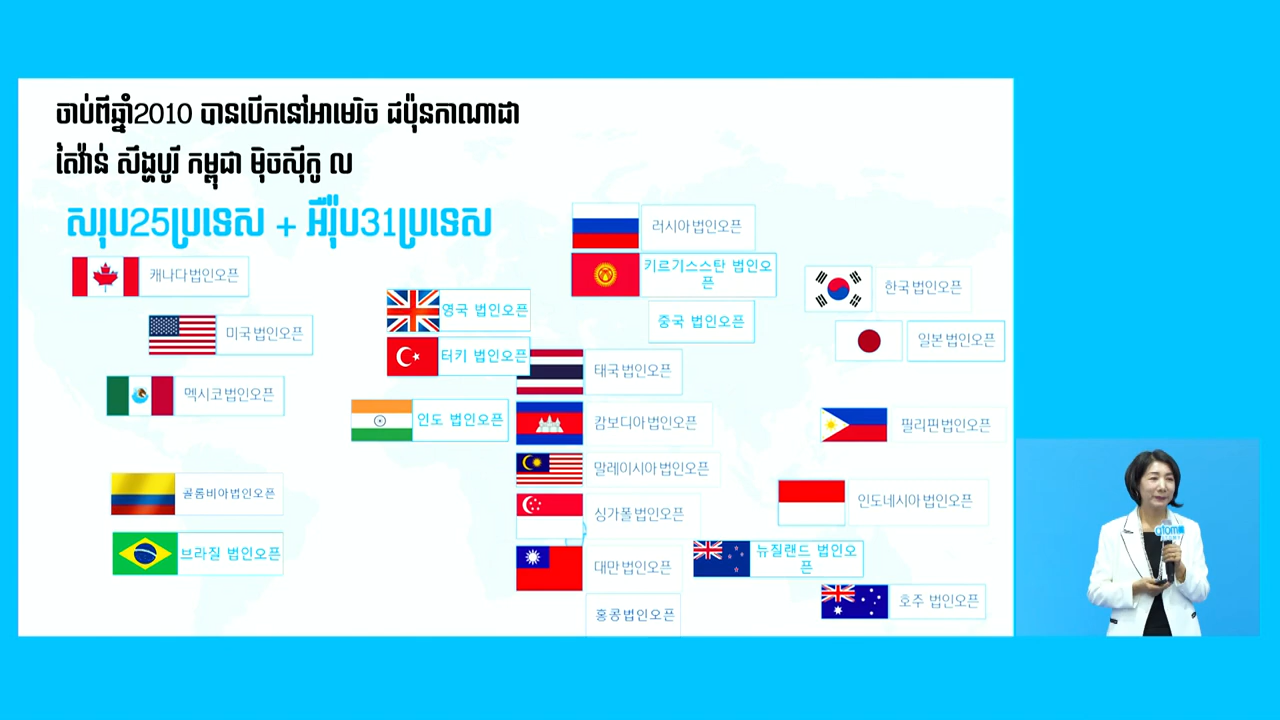 ចាប់ពីឆ្នាំ2010 បានបើកនៅអាមេរិច ជប៉ុនកាណាដា
តៃវ៉ាន់ សឹង្ហបូរី កម្ពុជា ម៉ិចស៊ីកូ ល
សរុប25ប្រទេស + អឺរ៉ុប31ប្រទេស
러시아법인오픈
키르기스스탄 법인오
픈
중국 법인오픈
한국법인오픈
일본법인오픈
캐나다법인오픈
미국법인오픈
멕시코법인오픈
영국 법인오픈
터키 법인오픈
태국법인오픈
인도 법인오픈
캄보디아법인오픈
필리핀법인오픈
말레이시아법인오픈
콜롬비아법인오픈
싱가폴법인오픈
인도네시아법인오픈
브라질 법인오픈
대만법인오픈
뉴질랜드 법인오
픈
홍콩법인오픈
호주 법인오픈
atom美